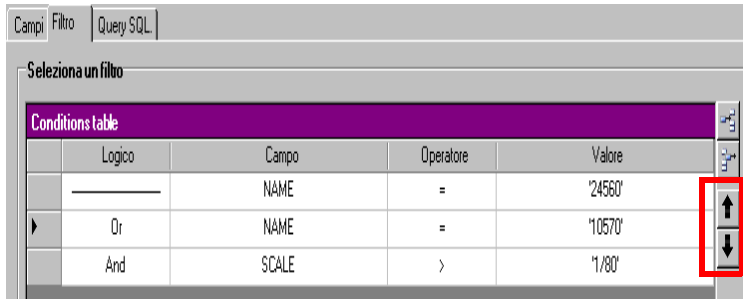 Campi Filtro Query SQL.
Seleziona un filtro
Conditions table
Logico Campo Operatore Valore
NAME = '24560'
Or NAME = '10570'
And SCALE > '1/80'